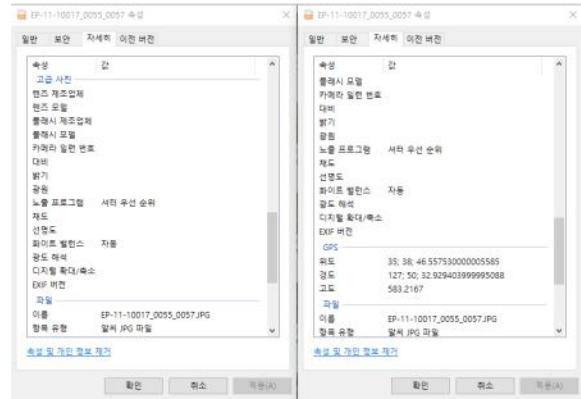 EP-11-10017_0055_0057 속성
일반 보안 자세히 이전 버전
속성 값
고급 사진
렌즈 제조업체
렌즈 모델
플래시 제조업체
플래시 모델
카메라 일련 번호
대비
밝기
광원
노출 프로그램 셔터 우선 순위
채도
선명도
화이트 밸런스 자동
광도 해석
디지털 확대/축소
EXIF 버전
파일
이름 EP-11-10017_0055_0057.JPG
항목 유형 알씨 JPG 파일
속성 및 개인 정보 제거
확인 취소 적용(A)
EP-11-10017_0055_0057 속성
일반 보안 자세히 이전 버전
속성 값
플래시 모델
카메라 일련 번호
대비
밝기
광원
노출 프로그램 셔터 우선 순위
채도
선명도
화이트 밸런스 자동
광도 해석
디지털 확대/축소
EXIF 버전
GPS
위도 35; 38; 46.557530000005585
경도 127; 50; 32.929403999995088
고도 583.2167
파일
이름 EP-11-10017_0055_0057.JPG
항목 유형 알씨 JPG 파일
속성 및 개인 정보 제거
확인 취소 적용(A)